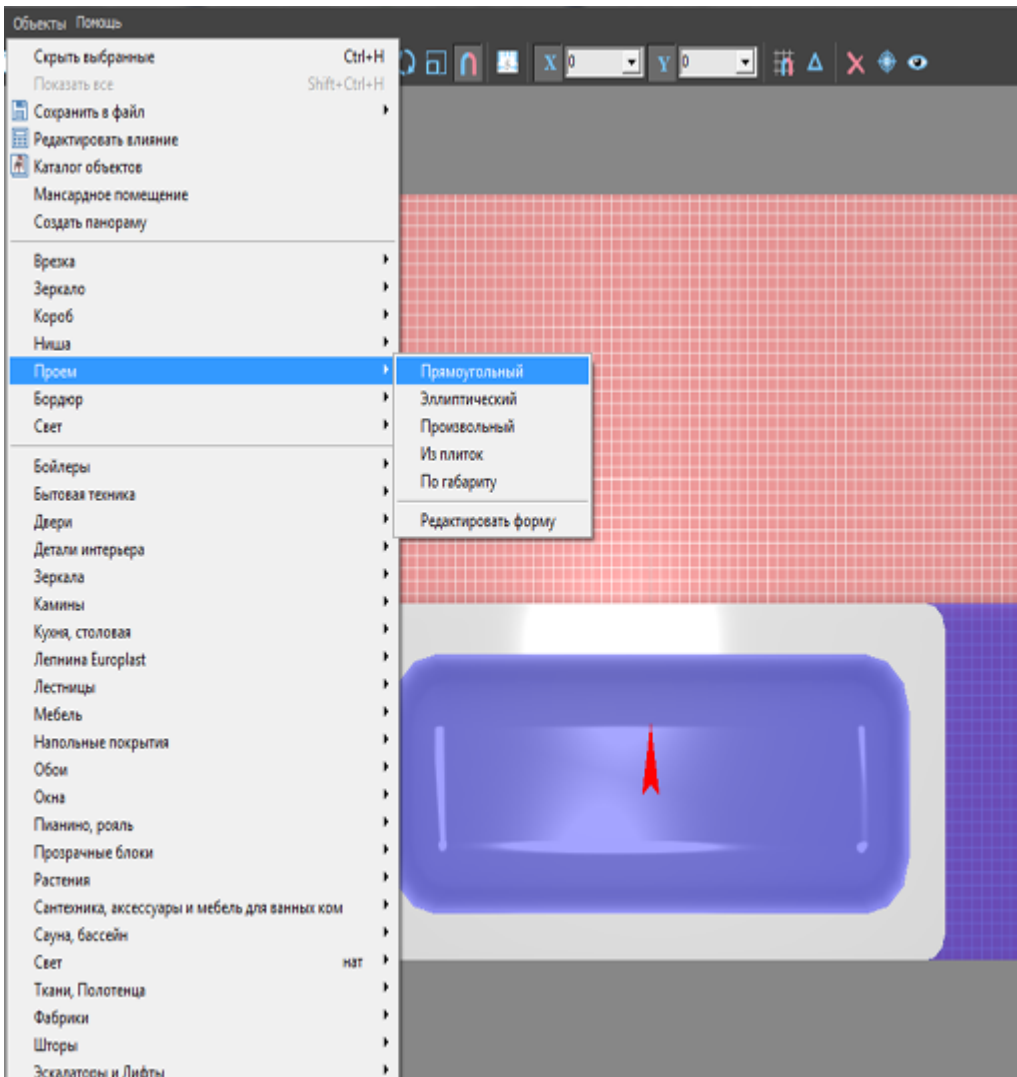 Объекты Помощь
Скрыть выбранные Ctrl+H
Показать все Shift+Ctrl+H
Сохранить в файл
Редактировать влияние
Каталог объектов
Мансардное помещение
Создать панораму
X 0 Y 0
Врезка
Зеркало
Короб
Ниша
Проем
Бордюр
Свет
Прямоугольный
Эллиптический
Произвольный
Из плиток
По габариту
Редактировать форму
Бойлеры
Бытовая техника
Двери
Детали интерьера
Зеркала
Камины
Кухня, столовая
Лепнина Europlast
Лестницы
Мебель
Напольные покрытия
Обои
Окна
Пианино, рояль
Прозрачные блоки
Растения
Сантехника, аксессуары и мебель для ванных ком
Сауна, бассейн
Свет нат
Ткани, Полотенца
Фабрики
Шторы
Эскалаторы и Лифты